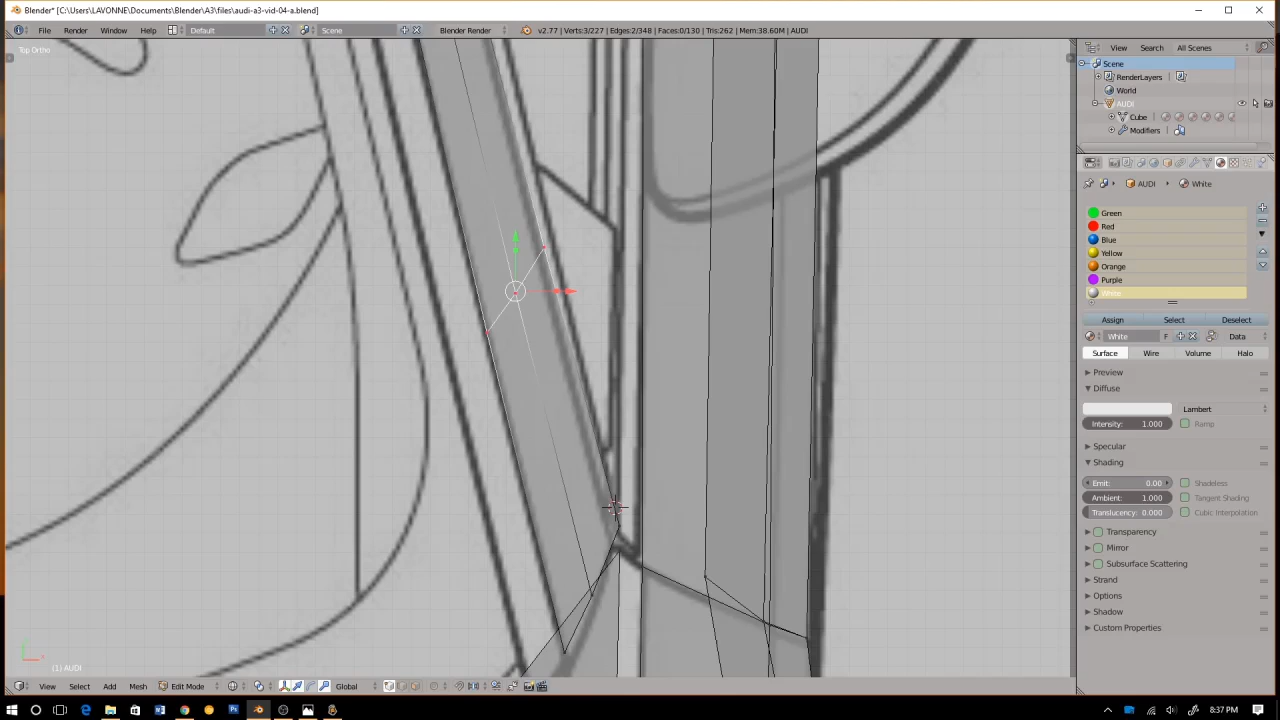 Blender* [C:\Users\LAVONNE\Documents\Blender\A3\files\audi-a3-vid-04-a.blend]
File Render Window Help Default Scene Blender Render v2.77 | Verts:3/227 | Edges:2/348 | Faces:0/130 | Tris:262 | Mem:38.60M | AUDI
View Search All Scenes
Top Ortho
Scene
RenderLayers
World
AUDI
Cube
Modifiers
AUDI White
Green
Red
Blue
Yellow
Orange
Purple
White
Assign Select Deselect
White F Data
Surface Wire Volume Halo
Preview
Diffuse
Lambert
Intensity: 1.000 Ramp
Specular
Shading
Emit: 0.00 Shadeless
Ambient: 1.000 Tangent Shading
Translucency: 0.000 Cubic Interpolation
Transparency
Mirror
Subsurface Scattering
Strand
Options
Shadow
Custom Properties
(1) AUDI
View Select Add Mesh Edit Mode Global
8:37 PM